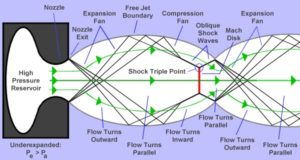 Nozzle
Nozzle
Exit
Expansion
Fan
Free Jet
Boundary
Compression
Fan
Oblique
Shock
Waves
Expansion
Fan
Mach
Disk
High
Pressure
Reservoir
Shock Triple Point
Underexpanded:
Pe > Pa
Flow Turns
Outward
Flow Turns
Parallel
Flow Turns
Inward
Flow
Turns
Parallel
Flow Turns
Outward
Flow Turns
Parallel